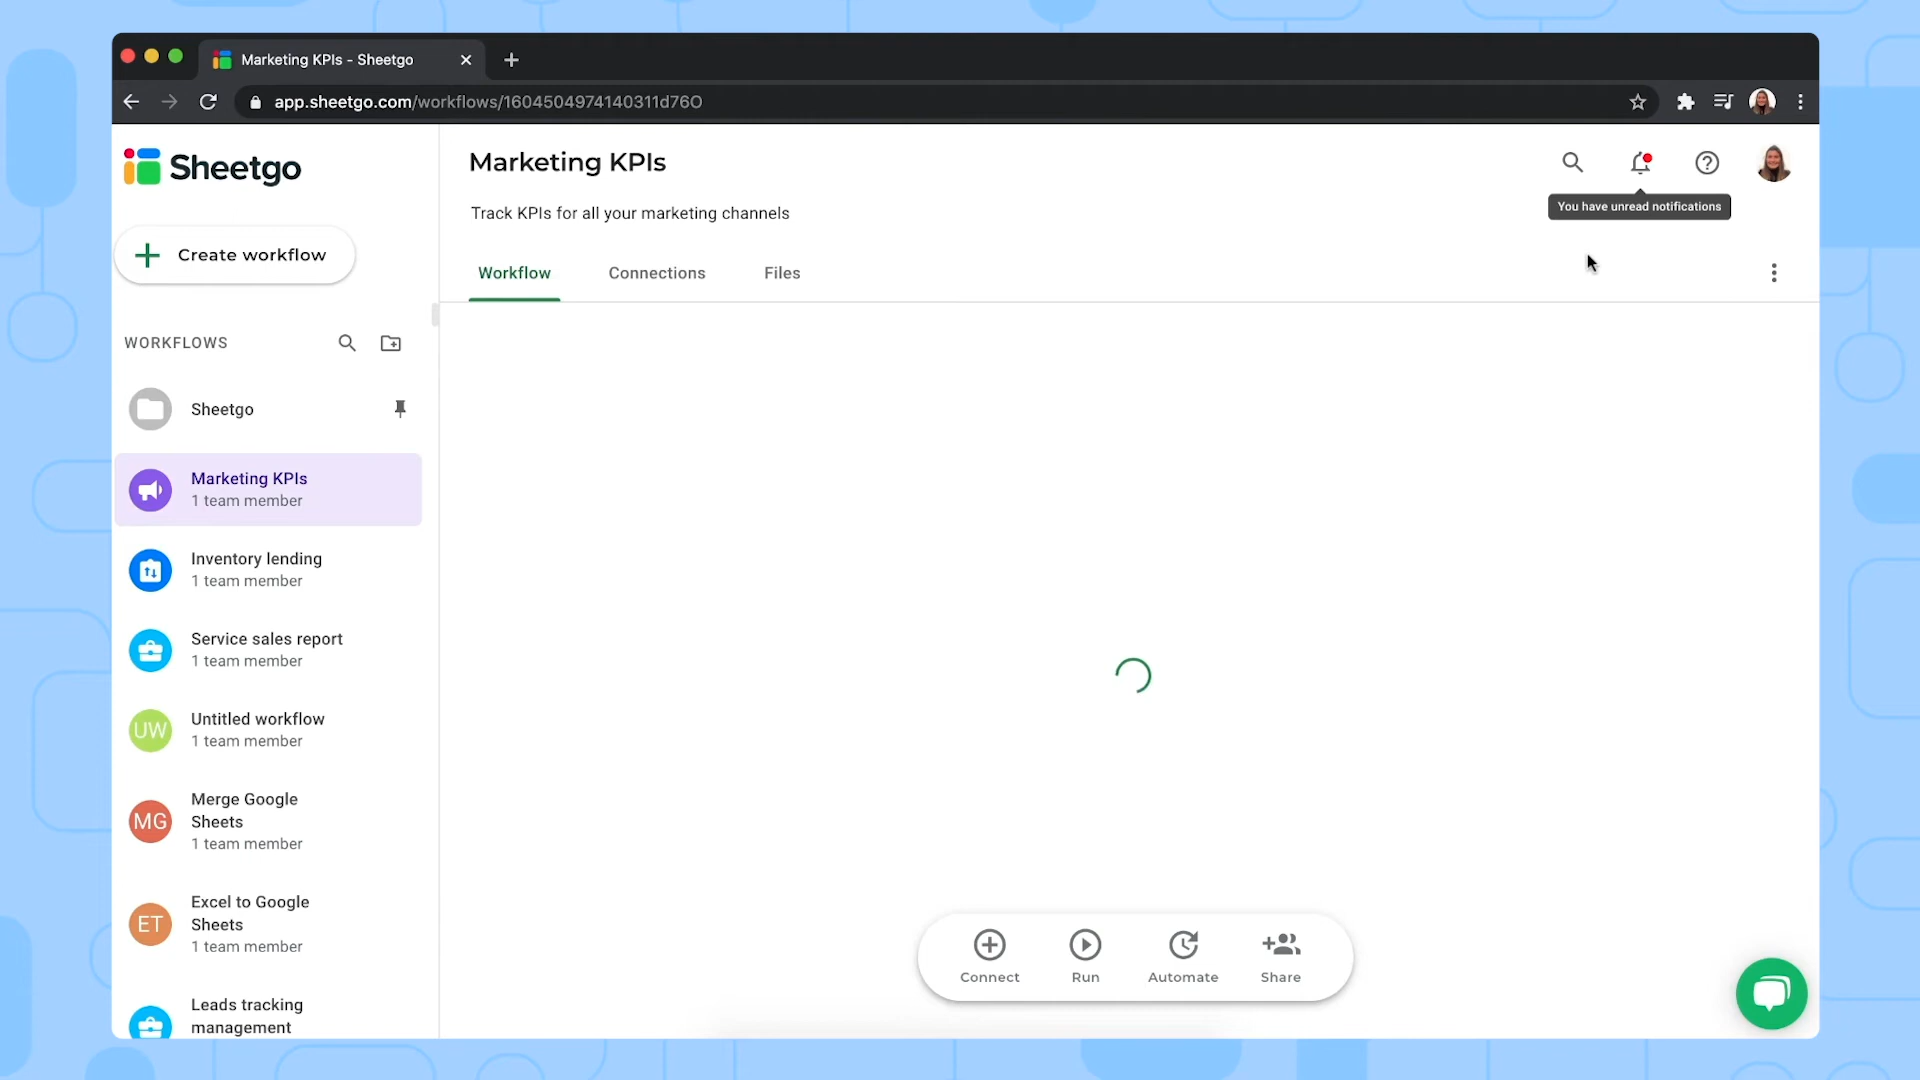 Marketing KPIs - Sheetgo
app.sheetgo.com/workflows/1604504974140311d76O
Sheetgo
Marketing KPIs
You have unread notifications
Track KPIs for all your marketing channels
Create workflow
Workflow
Connections
Files
WORKFLOWS
Sheetgo
Marketing KPIs
1 team member
Inventory lending
1 team member
Service sales report
1 team member
UW
Untitled workflow
1 team member
MG
Merge Google
Sheets
1 team member
ET
Excel to Google
Sheets
1 team member
Leads tracking
management
Connect
Run
Automate
Share